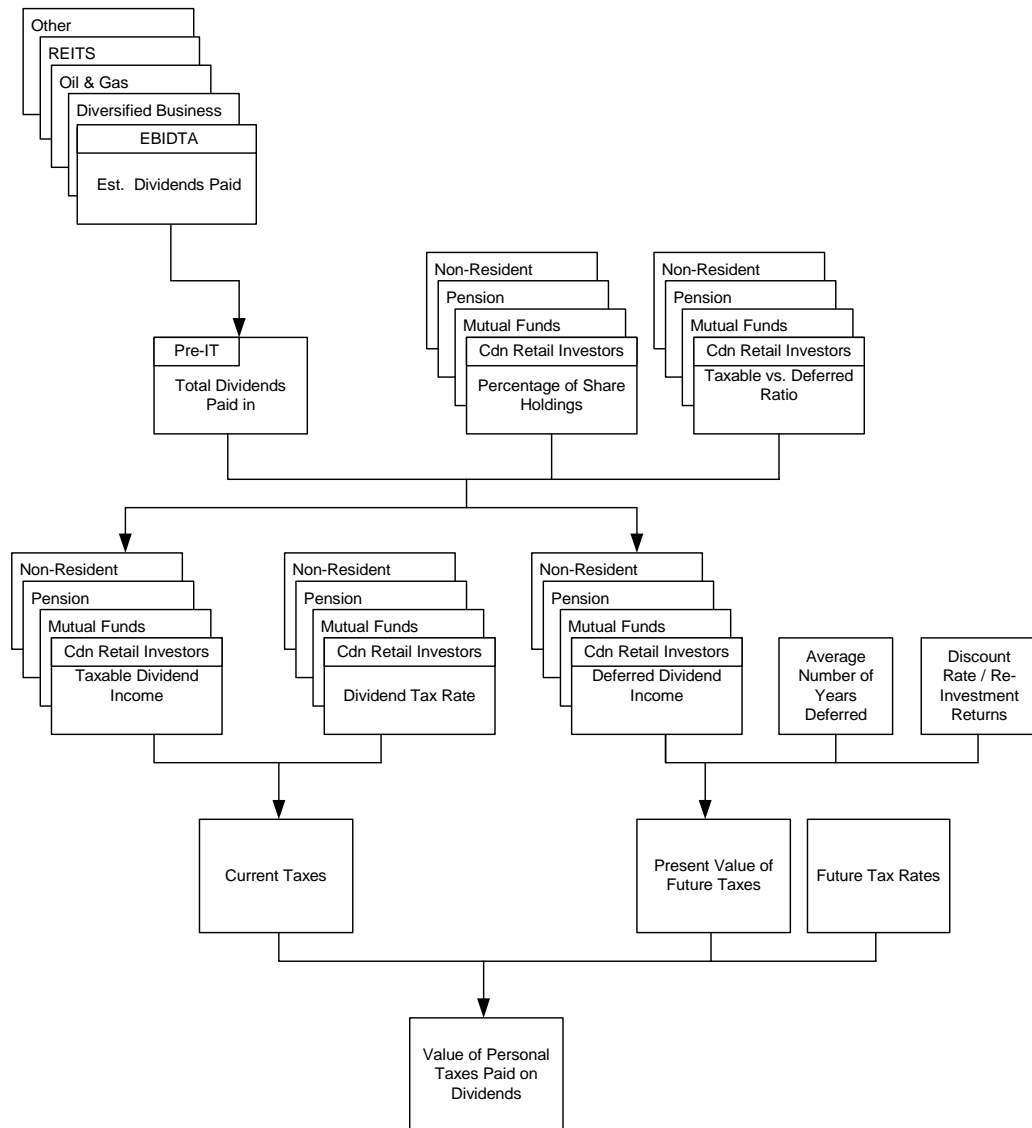 Other
REITS
Oil & Gas
Diversified Business
EBIDTA
Est. Dividends Paid
Non-Resident
Pension
Mutual Funds
Cdn Retail Investors
Percentage of Share
Holdings
Non-Resident
Pension
Mutual Funds
Cdn Retail Investors
Taxable vs. Deferred
Ratio
Pre-IT
Total Dividends
Paid in
Non-Resident
Pension
Mutual Funds
Cdn Retail Investors
Taxable Dividend
Income
Non-Resident
Pension
Mutual Funds
Cdn Retail Investors
Dividend Tax Rate
Non-Resident
Pension
Mutual Funds
Cdn Retail Investors
Deferred Dividend
Income
Average
Number of
Years
Deferred
Discount
Rate / Re-
Investment
Returns
Current Taxes
Present Value of
Future Taxes
Future Tax Rates
Value of Personal
Taxes Paid on
Dividends